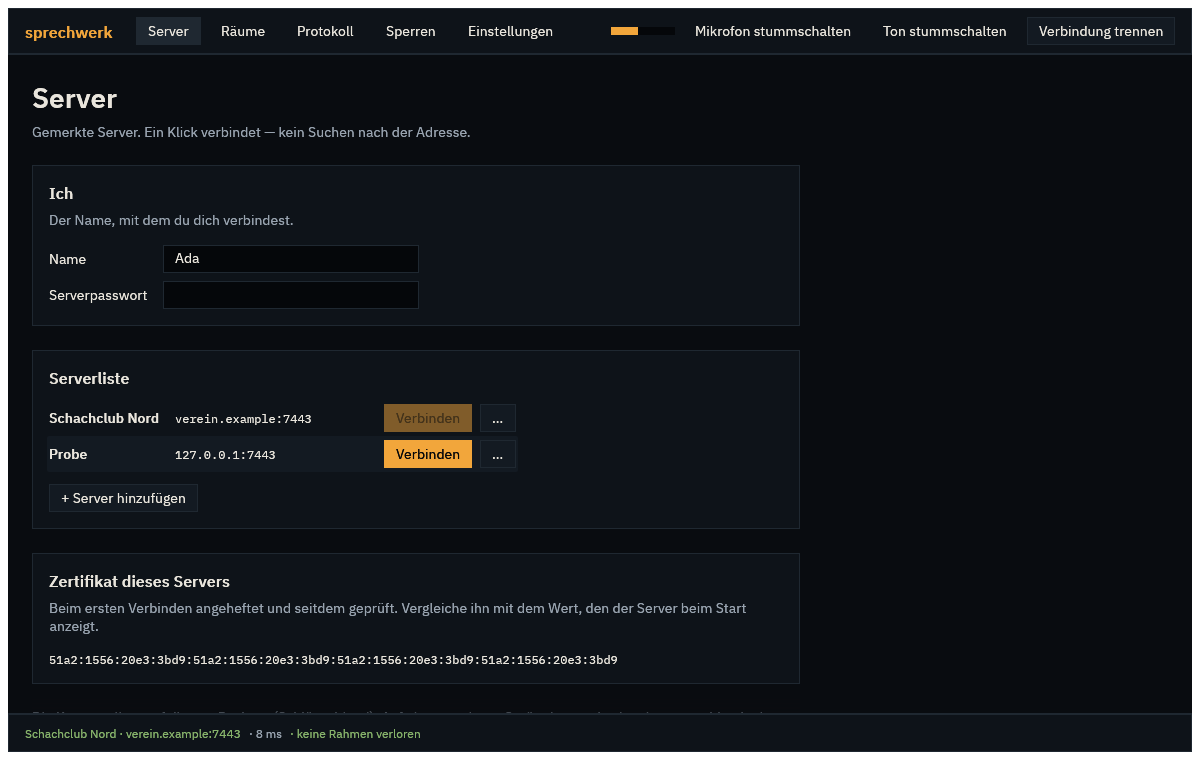 sprechwerk Server Räume Protokoll Sperren Einstellungen Mikrofon stummschalten Ton stummschalten Verbindung trennen
Server
Gemerkte Server. Ein Klick verbindet — kein Suchen nach der Adresse.
Ich
Der Name, mit dem du dich verbindest.
Name Ada
Serverpasswort
Serverliste
Schachclub Nord verein.example:7443 Verbinden ...
Probe 127.0.0.1:7443 Verbinden ...
+ Server hinzufügen
Zertifikat dieses Servers
Beim ersten Verbinden angeheftet und seitdem geprüft. Vergleiche ihn mit dem Wert, den der Server beim Start
anzeigt.
51a2:1556:20e3:3bd9:51a2:1556:20e3:3bd9:51a2:1556:20e3:3bd9:51a2:1556:20e3:3bd9
Schachclub Nord · verein.example:7443 · 8 ms · keine Rahmen verloren